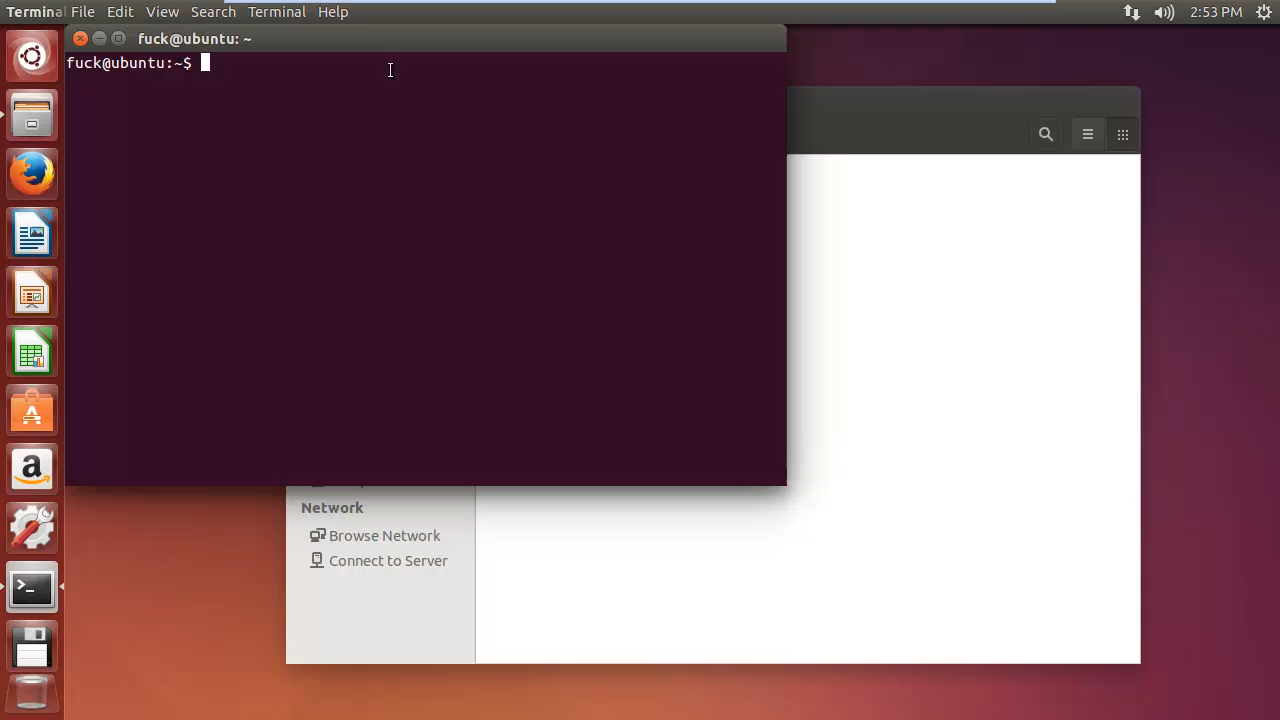 Terminal File Edit View Search Terminal Help 2:53 PM
fuck@ubuntu: ~
fuck@ubuntu:~$
Network
Browse Network
Connect to Server